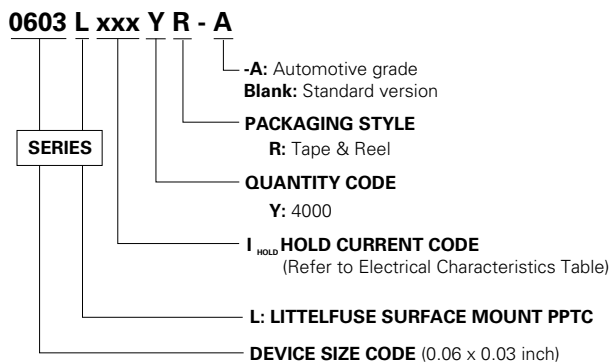 0603 L xxx Y R - A
-A: Automotive grade
Blank: Standard version
PACKAGING STYLE
R: Tape & Reel
SERIES
QUANTITY CODE
Y: 4000
I HOLD HOLD CURRENT CODE
(Refer to Electrical Characteristics Table)
L: LITTELFUSE SURFACE MOUNT PPTC
DEVICE SIZE CODE (0.06 x 0.03 inch)